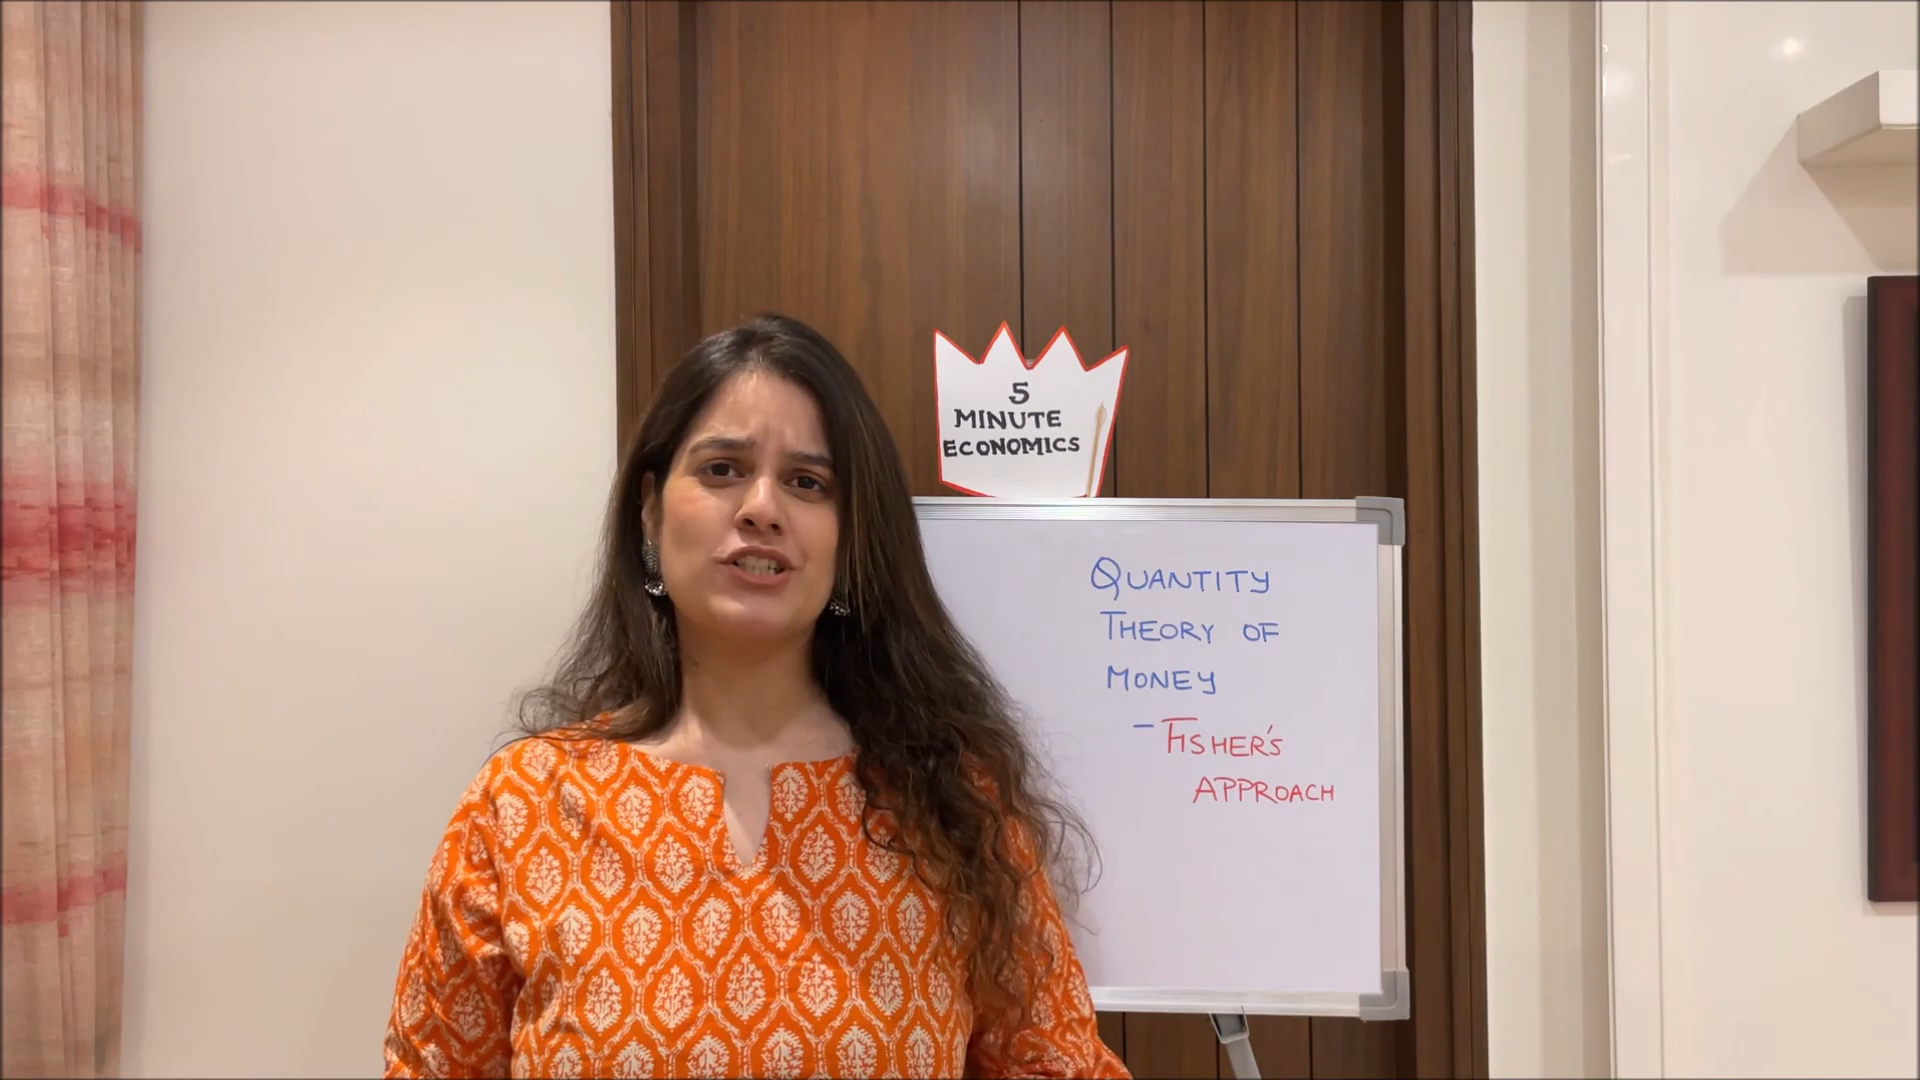 5
MINUTE
ECONOMICS
QUANTITY
THEORY OF
MONEY
- FISHER'S
APPROACH